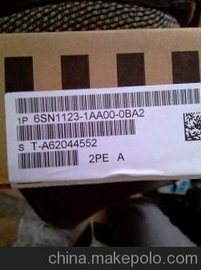 1P 6SN1123-1AA00-0BA2
S T-A62044552
2PE A
china.makepolo.com